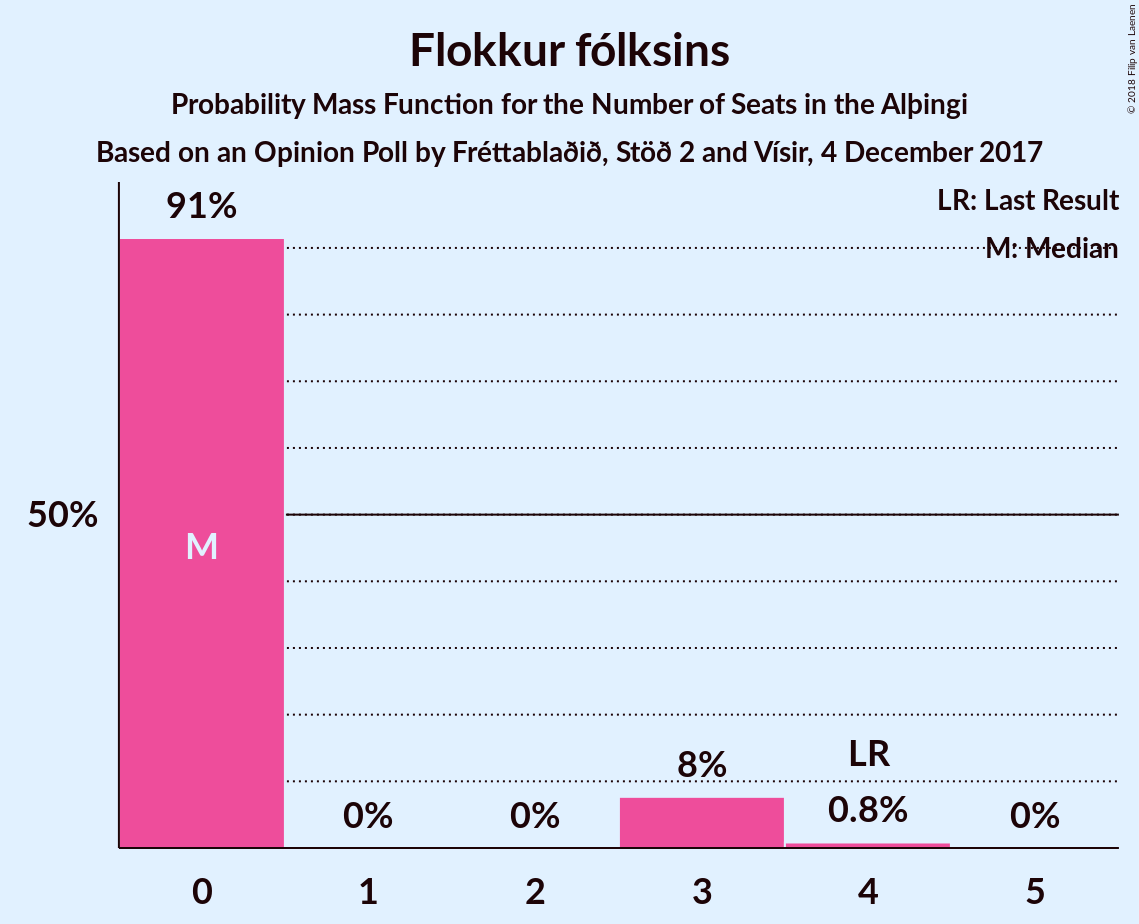 Flokkur fólksins
Probability Mass Function for the Number of Seats in the Alþingi
Based on an Opinion Poll by Fréttablaðið, Stöð 2 and Vísir, 4 December 2017
© 2018 Filip van Laenen
LR: Last Result
M: Median
91%
50%
M
0%
0%
8%
LR
0.8%
0%
0 1 2 3 4 5